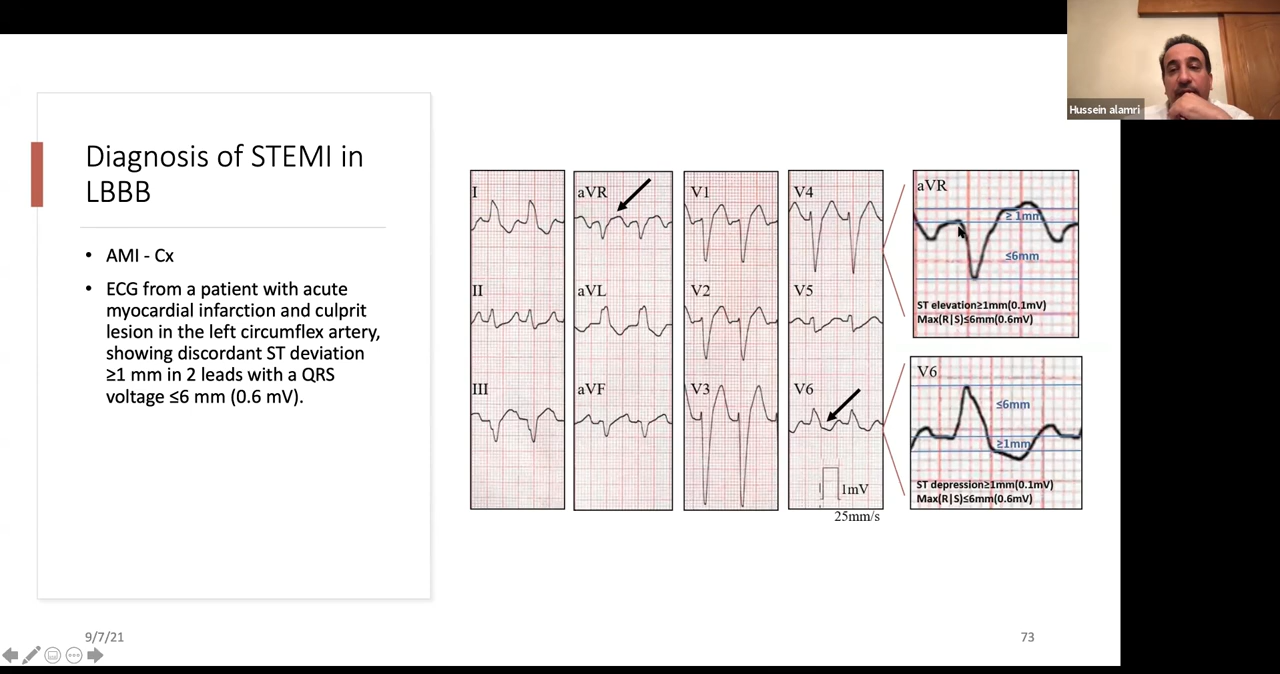 Hussein alamri
Diagnosis of STEMI in
LBBB
• AMI - Cx
• ECG from a patient with acute
myocardial infarction and culprit
lesion in the left circumflex artery,
showing discordant ST deviation
≥1 mm in 2 leads with a QRS
voltage ≤6 mm (0.6 mV).
I
aVR
V1
V4
II
aVL
V2
V5
III
aVF
V3
V6
1mV
25mm/s
aVR
≥ 1mm
≤6mm
ST elevation≥1mm(0.1mV)
Max(R|S)≤6mm(0.6mV)
V6
≤6mm
≥1mm
ST depression≥1mm(0.1mV)
Max(R|S)≤6mm(0.6mV)
9/7/21
73